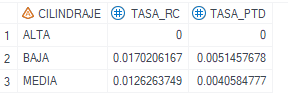 CILINDRAJE TASA_RC TASA_PTD
1 ALTA 0 0
2 BAJA 0.0170206167 0.0051457678
3 MEDIA 0.0126263749 0.0040584777